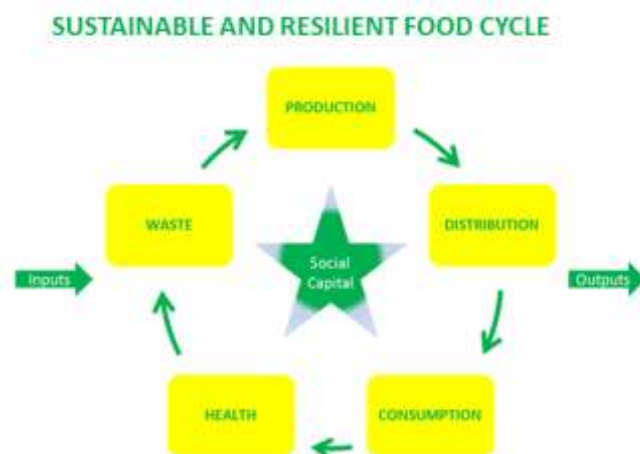 SUSTAINABLE AND RESILIENT FOOD CYCLE
PRODUCTION
WASTE
DISTRIBUTION
Social
Capital
Inputs
Outputs
HEALTH
CONSUMPTION